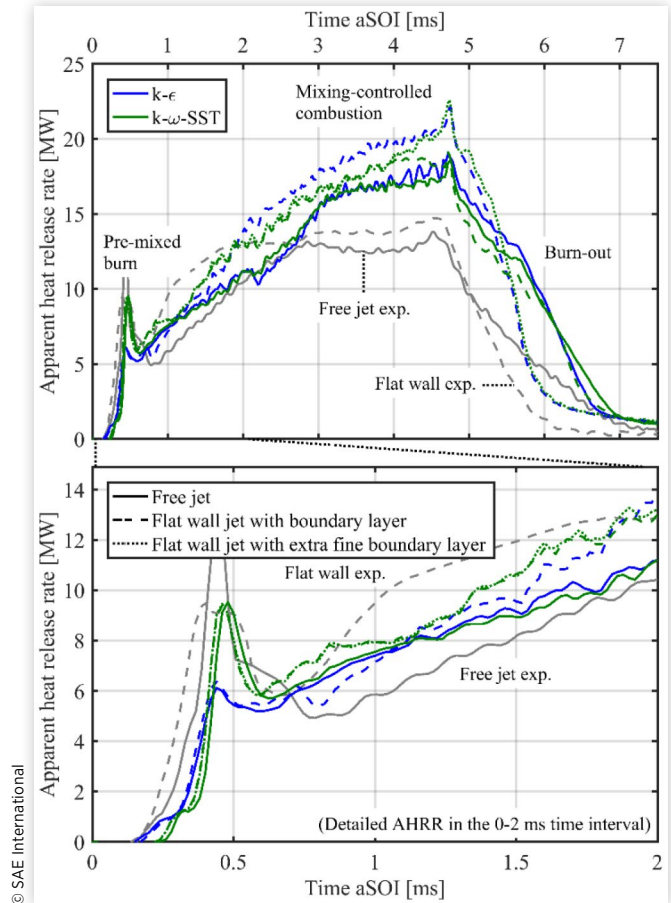 Time aSOI [ms]
0 1 2 3 4 5 6 7
25
20
15
10
5
0
Apparent heat release rate [MW]
k-ϵ
k-ω-SST
Mixing-controlled
combustion
Pre-mixed
burn
Burn-out
Free jet exp.
Flat wall exp.
14
12
10
8
6
4
2
0
Apparent heat release rate [MW]
Free jet
Flat wall jet with boundary layer
Flat wall jet with extra fine boundary layer
Flat wall exp.
Free jet exp.
(Detailed AHRR in the 0-2 ms time interval)
0 0.5 1 1.5 2
Time aSOI [ms]
© SAE International